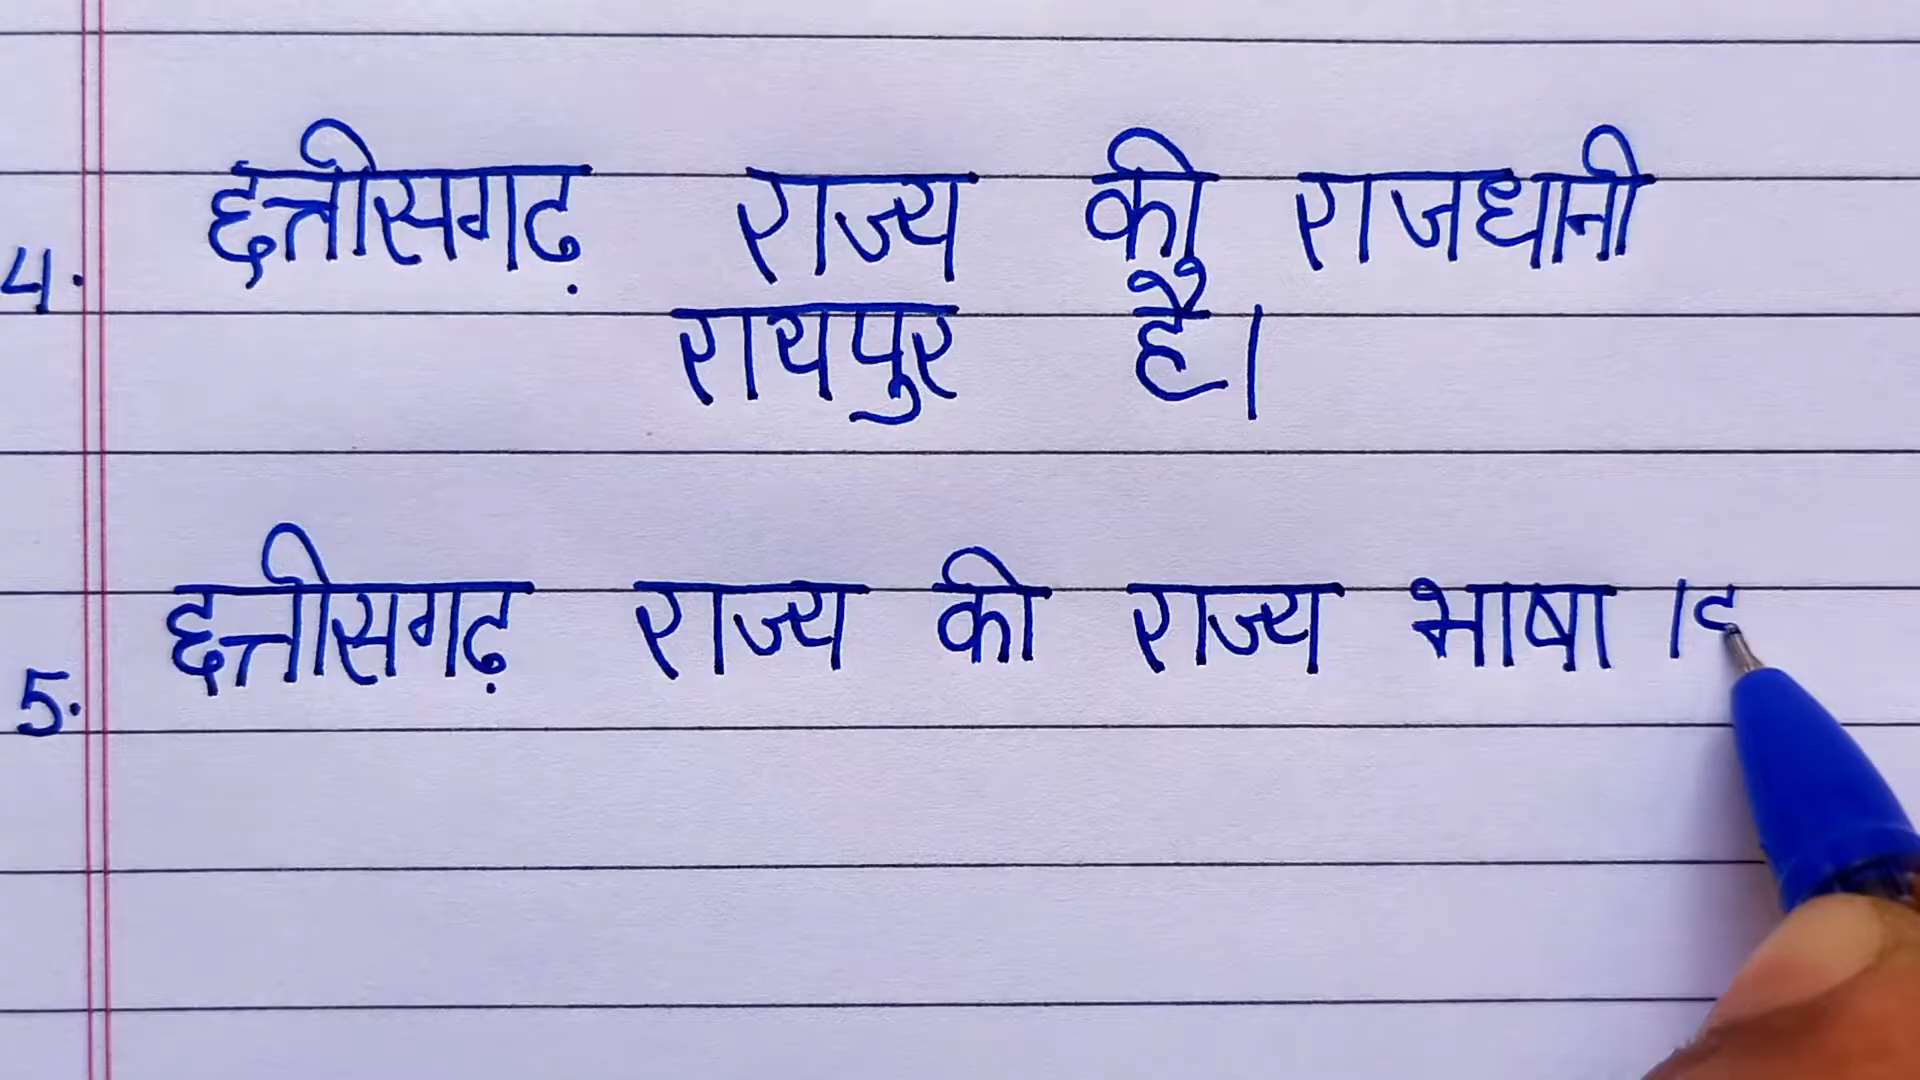 4. छत्तीसगढ़ राज्य की राजधानी
रायपुर है।
5. छत्तीसगढ़ राज्य की राज्य भाषा